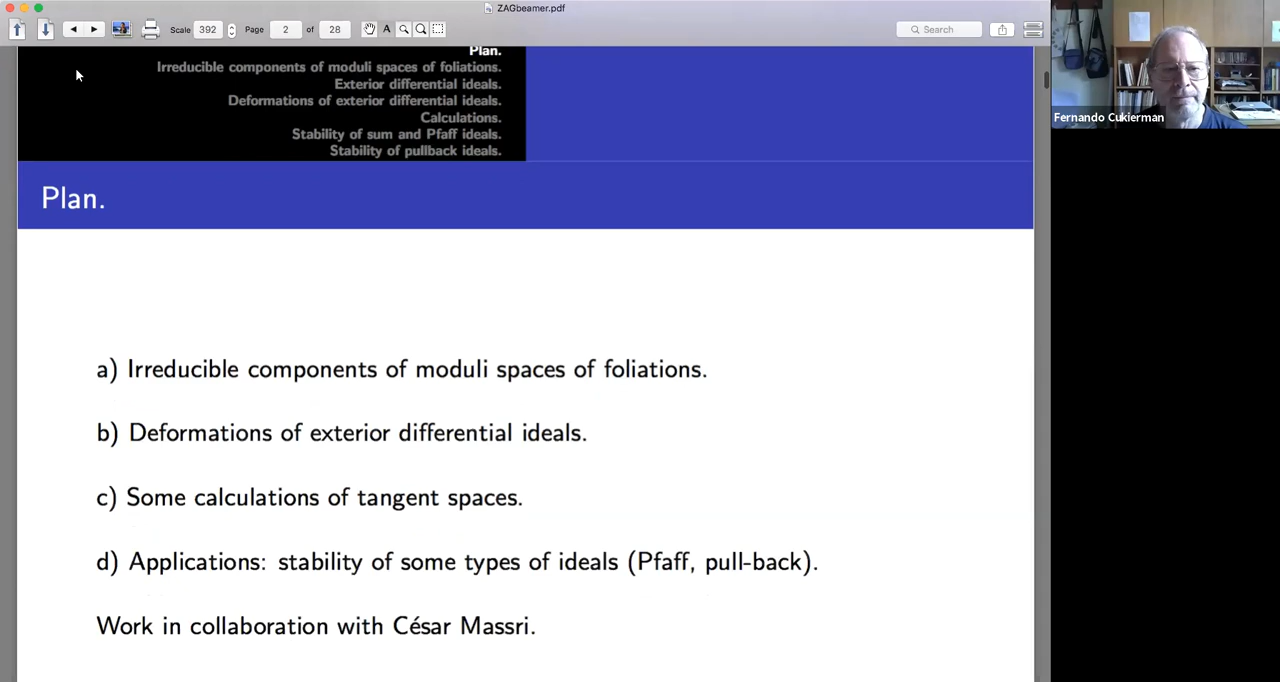 ZAGbeamer.pdf
Scale 392 Page 2 of 28 A Search
Plan.
Irreducible components of moduli spaces of foliations.
Exterior differential ideals.
Deformations of exterior differential ideals.
Calculations.
Stability of sum and Pfaff ideals.
Stability of pullback ideals.
Fernando Cukierman
Plan.
a) Irreducible components of moduli spaces of foliations.
b) Deformations of exterior differential ideals.
c) Some calculations of tangent spaces.
d) Applications: stability of some types of ideals (Pfaff, pull-back).
Work in collaboration with César Massri.